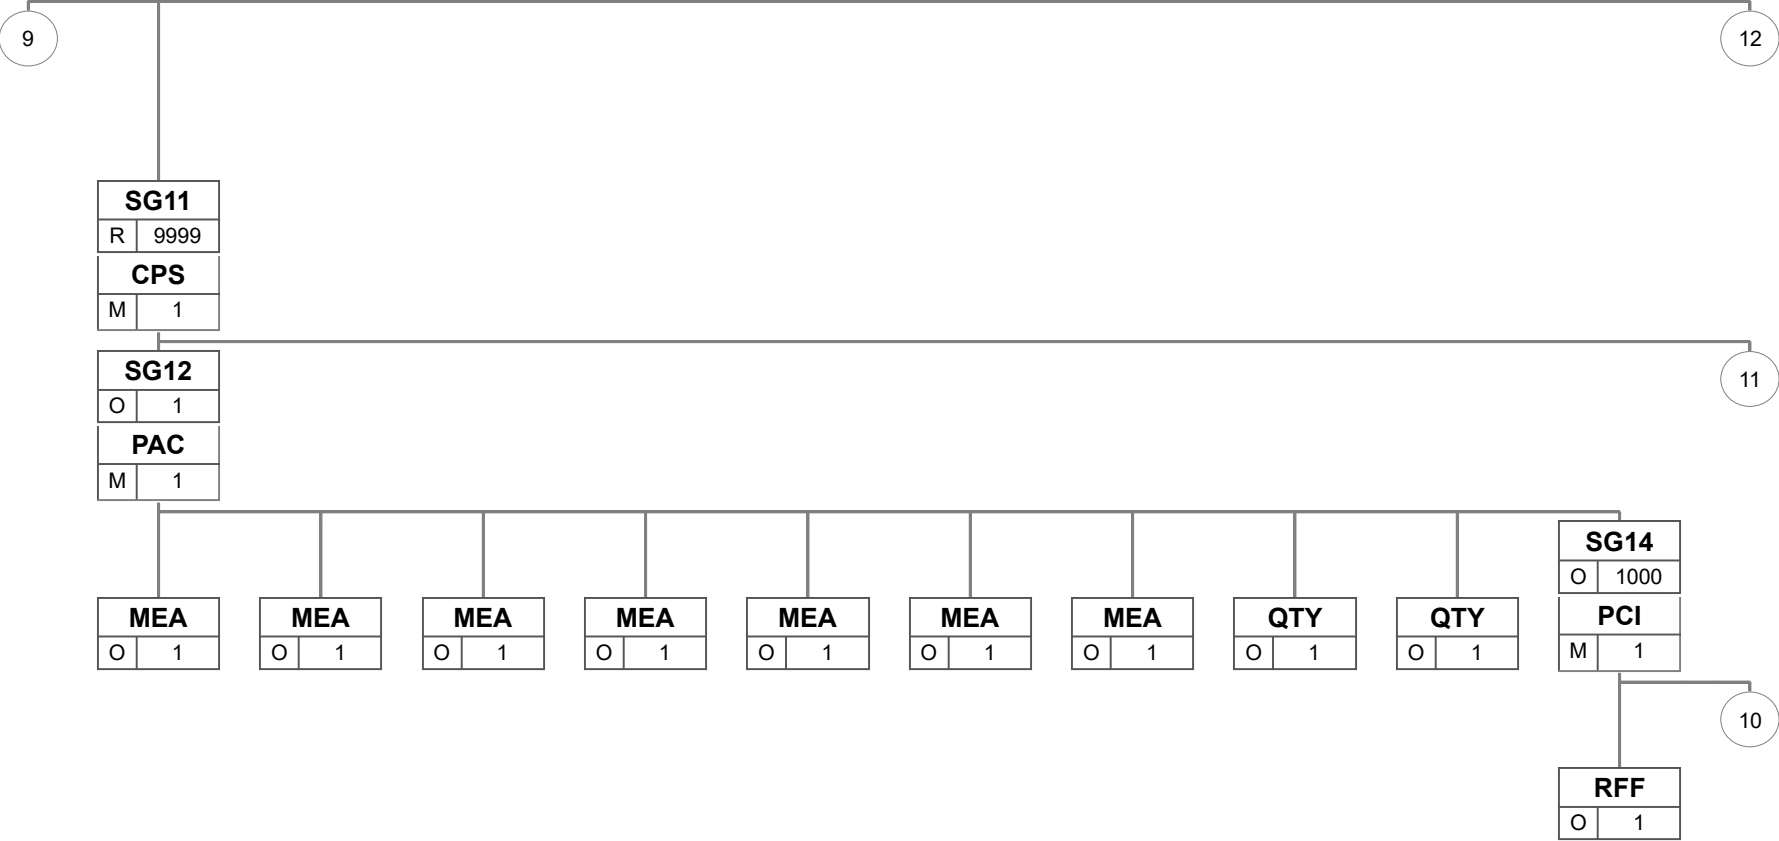 9
12
SG11
R 9999
CPS
M 1
SG12
O 1
11
PAC
M 1
SG14
O 1000
MEA MEA MEA MEA MEA MEA MEA QTY QTY PCI
O 1 O 1 O 1 O 1 O 1 O 1 O 1 O 1 O 1 M 1
10
RFF
O 1